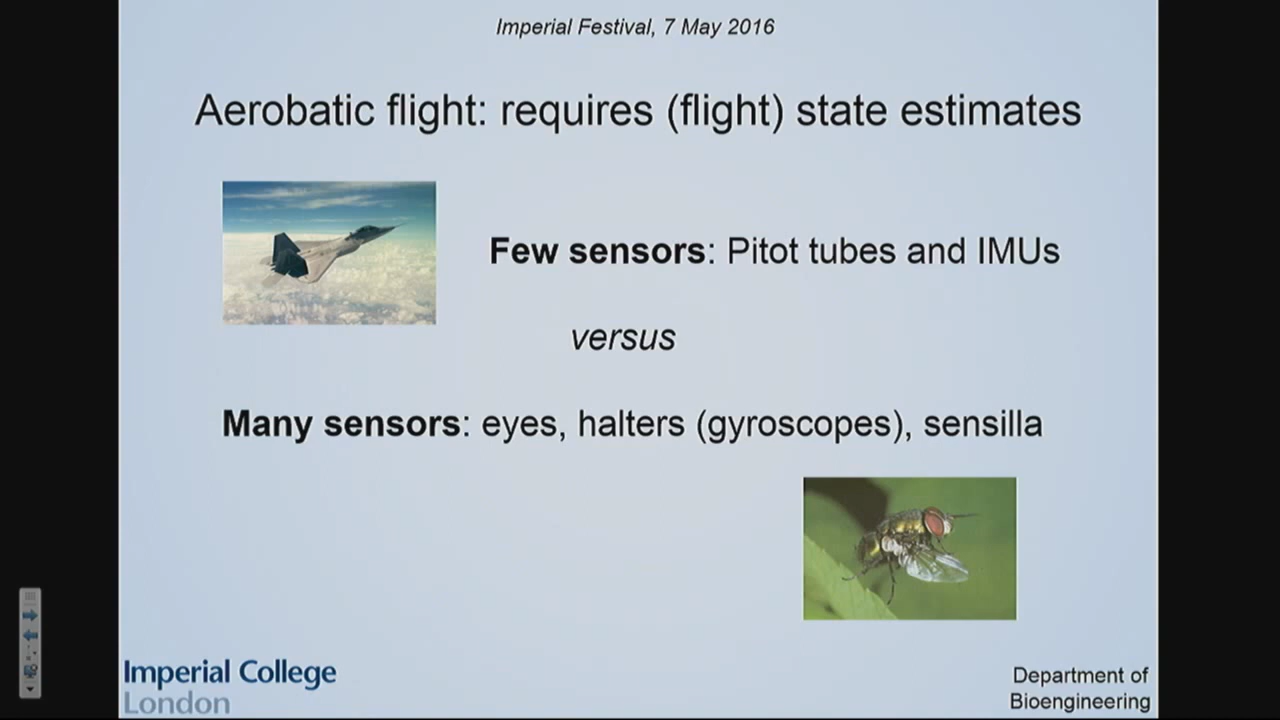 Imperial Festival, 7 May 2016
Aerobatic flight: requires (flight) state estimates
Few sensors: Pitot tubes and IMUs
versus
Many sensors: eyes, halters (gyroscopes), sensilla
Imperial College
London
Department of
Bioengineering